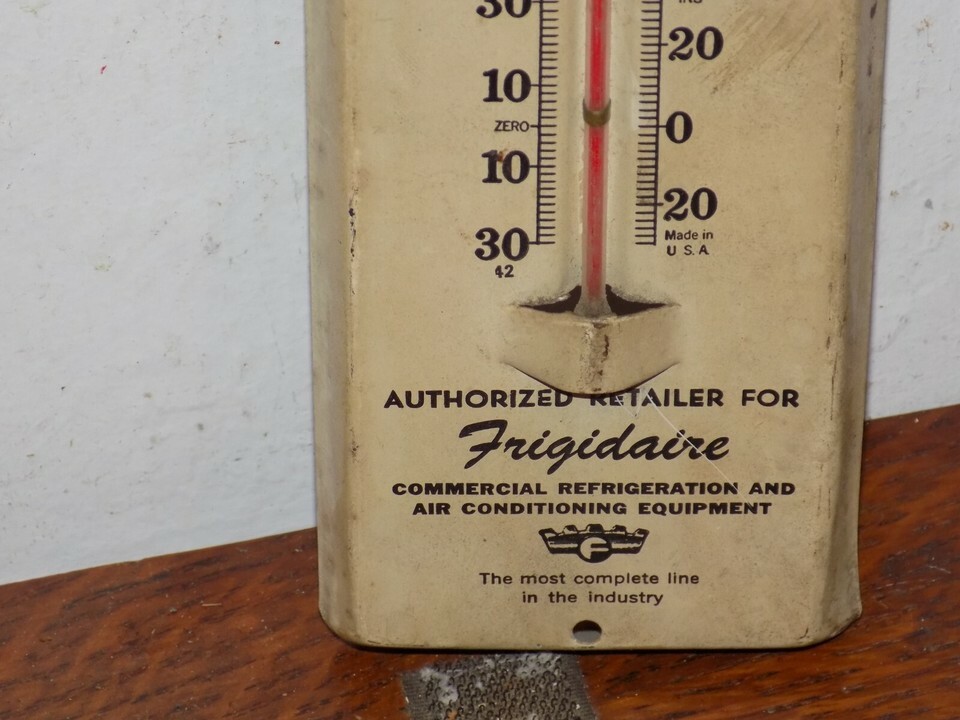 30
20
10
ZERO
0
10
20
30
Made in
U.S.A.
42
AUTHORIZED RETAILER FOR
Frigidaire
COMMERCIAL REFRIGERATION AND
AIR CONDITIONING EQUIPMENT
F
The most complete line
in the industry